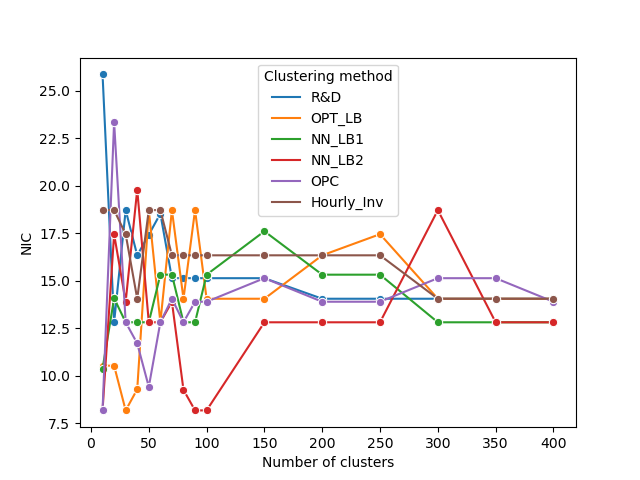 Clustering method
R&D
OPT_LB
NN_LB1
NN_LB2
OPC
Hourly_Inv
25.0
22.5
20.0
17.5
15.0
12.5
10.0
7.5
NIC
0 50 100 150 200 250 300 350 400
Number of clusters